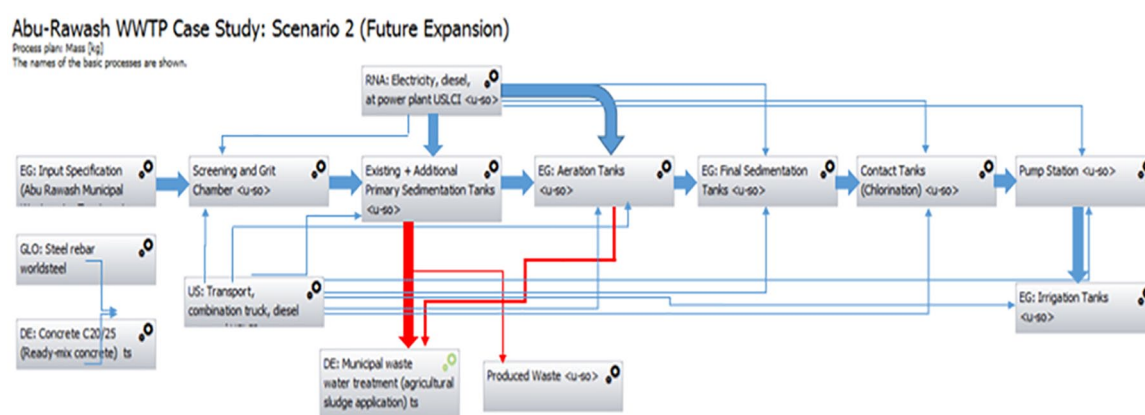 Abu-Rawash WWTP Case Study: Scenario 2 (Future Expansion)
Process plan: Mass [kg]
The names of the basic processes are shown.
RNA: Electricity, diesel,
at power plant USLCI <u-so>
EG: Input Specification
(Abu Rawash Municipal
Screening and Grit
Chamber <u-so>
Existing + Additional
Primary Sedimentation Tanks
<u-so>
EG: Aeration Tanks
<u-so>
EG: Final Sedimentation
Tanks <u-so>
Contact Tanks
(Chlorination) <u-so>
Pump Station <u-so>
GLO: Steel rebar
worldsteel
US: Transport,
combination truck, diesel
EG: Irrigation Tanks
<u-so>
DE: Concrete C20/25
(Ready-mix concrete) ts
DE: Municipal waste
water treatment (agricultural
sludge application) ts
Produced Waste <u-so>